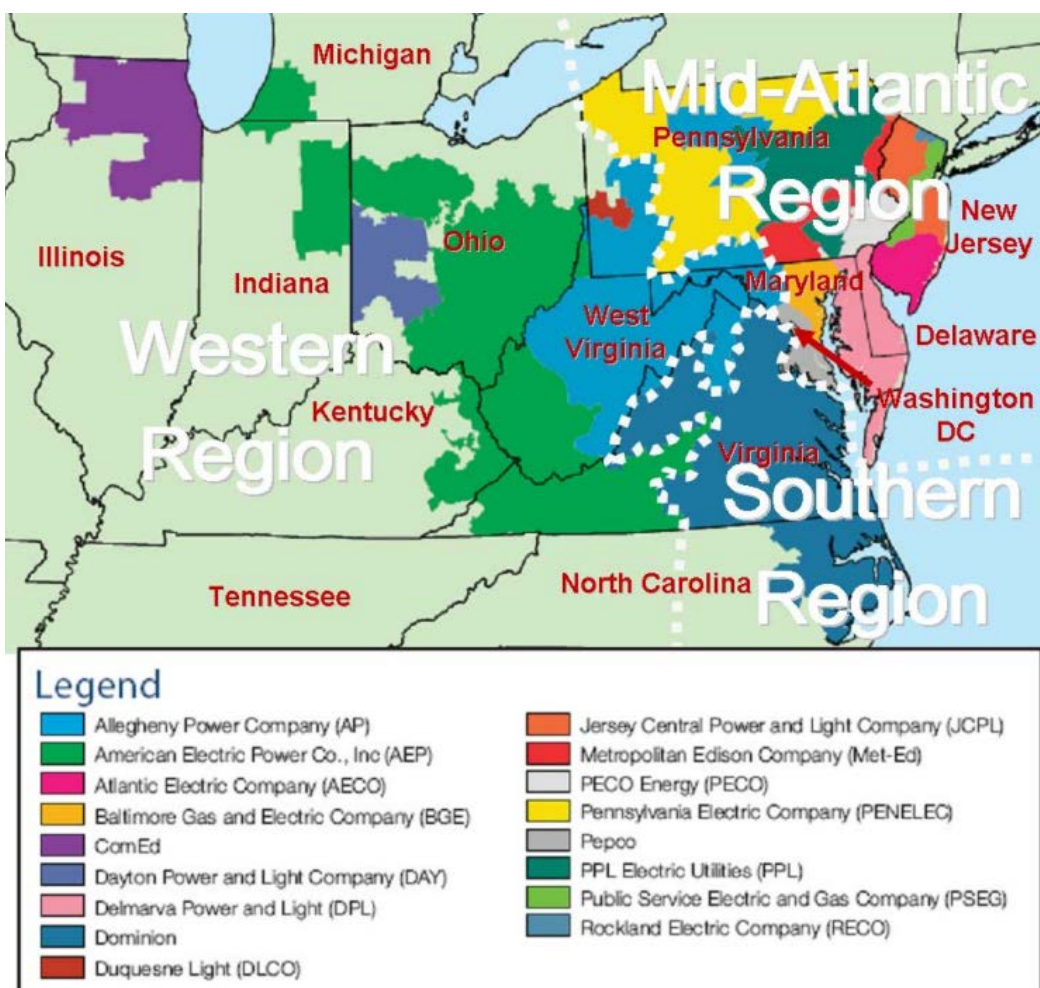 Michigan
Mid-Atlantic
Pennsylvania
Region
New
Jersey
Illinois
Indiana
Ohio
Maryland
West
Virginia
Delaware
Western
Kentucky
Region
Washington
DC
Virginia
Southern
Tennessee
North Carolina
Region
Legend
Allegheny Power Company (AP)
American Electric Power Co., Inc (AEP)
Atlantic Electric Company (AECO)
Baltimore Gas and Electric Company (BGE)
ComEd
Dayton Power and Light Company (DAY)
Delmarva Power and Light (DPL)
Dominion
Duquesne Light (DLCO)
Jersey Central Power and Light Company (JCPL)
Metropolitan Edison Company (Met-Ed)
PECO Energy (PECO)
Pennsylvania Electric Company (PENELEC)
Pepco
PPL Electric Utilities (PPL)
Public Service Electric and Gas Company (PSEG)
Rockland Electric Company (RECO)